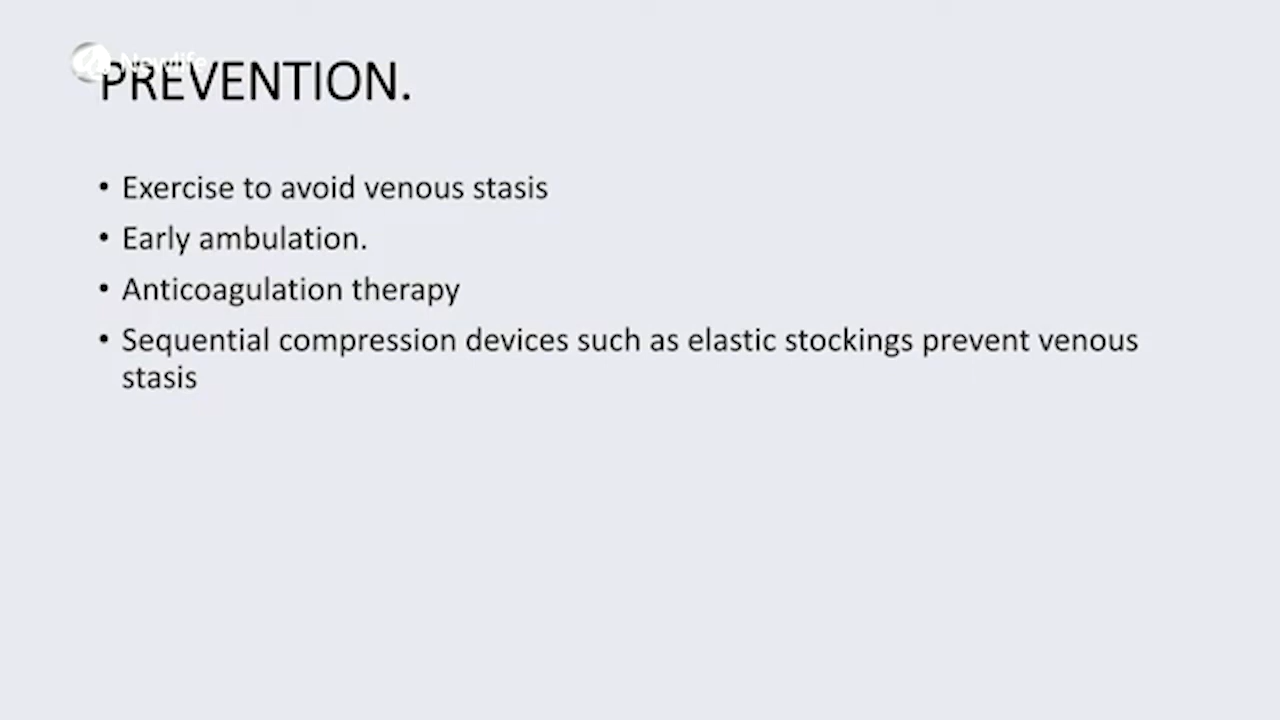 Newlife
PREVENTION.
• Exercise to avoid venous stasis
• Early ambulation.
• Anticoagulation therapy
• Sequential compression devices such as elastic stockings prevent venous
stasis